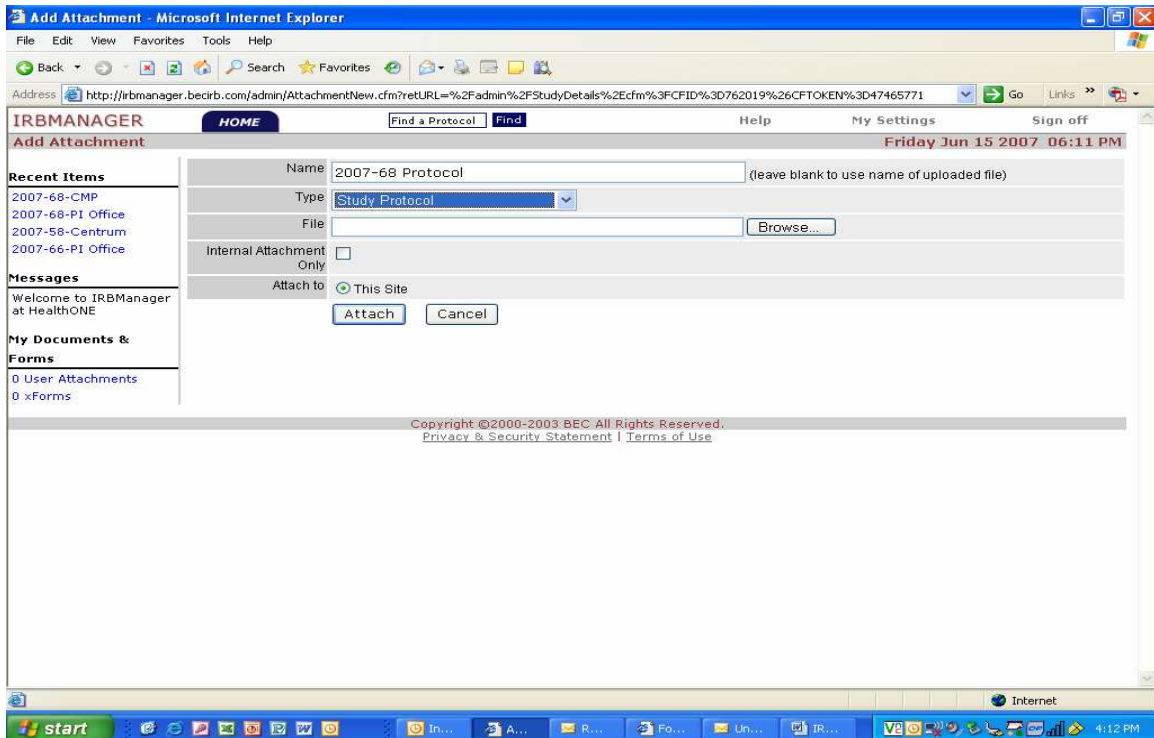 Add Attachment - Microsoft Internet Explorer
File Edit View Favorites Tools Help
Back Search Favorites
Address http://irbmanager.becirb.com/admin/AttachmentNew.cfm?retURL=%2Fadmin%2FStudyDetails%2Ecfm%3FCFID%3D762019%26CFTOKEN%3D47465771 Go Links »
IRBMANAGER HOME Find a Protocol Find Help My Settings Sign off
Add Attachment Friday Jun 15 2007 06:11 PM
Recent Items
2007-68-CMP
2007-68-PI Office
2007-58-Centrum
2007-66-PI Office
Messages
Welcome to IRBManager
at HealthONE
My Documents &
Forms
0 User Attachments
0 xForms
Name 2007-68 Protocol (leave blank to use name of uploaded file)
Type Study Protocol
File Browse...
Internal Attachment
Only
Attach to This Site
Attach Cancel
Copyright ©2000-2003 BEC All Rights Reserved.
Privacy & Security Statement | Terms of Use
Internet
start In... A... R... Fo... Un... IR... 4:12 PM